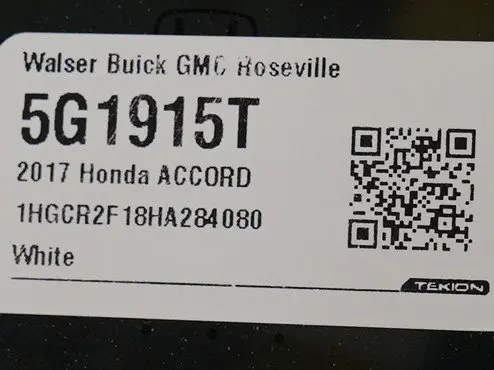 Walser Buick GMC Roseville
5G1915T
2017 Honda ACCORD
1HGCR2F18HA284080
White
TEKION